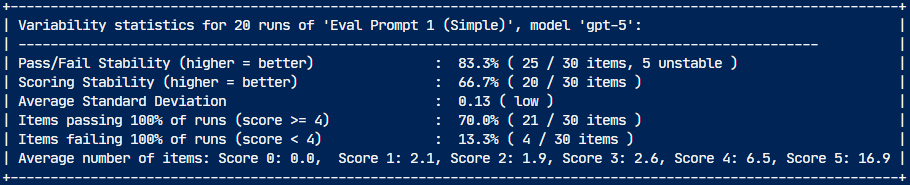 +----------------------------------------------------------------------------------------------------------+
| Variability statistics for 20 runs of 'Eval Prompt 1 (Simple)', model 'gpt-5':                           |
| ------------------------------------------------------------------------------------------------         |
| Pass/Fail Stability (higher = better)              :  83.3% ( 25 / 30 items, 5 unstable )                |
| Scoring Stability (higher = better)                :  66.7% ( 20 / 30 items )                            |
| Average Standard Deviation                         :  0.13 ( low )                                       |
| Items passing 100% of runs (score >= 4)            :  70.0% ( 21 / 30 items )                            |
| Items failing 100% of runs (score < 4)             :  13.3% ( 4 / 30 items )                             |
| Average number of items: Score 0: 0.0,  Score 1: 2.1, Score 2: 1.9, Score 3: 2.6, Score 4: 6.5, Score 5: 16.9 |
+----------------------------------------------------------------------------------------------------------+